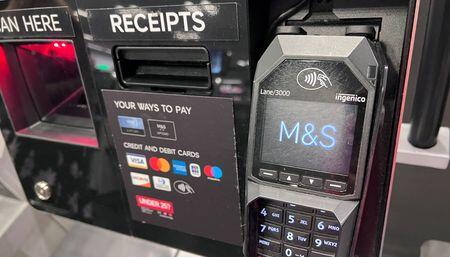 AN HERE
RECEIPTS
YOUR WAYS TO PAY
M&S
CREDIT AND DEBIT CARDS
VISA
UNDER 25?
Lane/3000
ingenico
M&S
4 GHI
5 JKL
6 MNO
7 PQRS
8 TUV
9 WXYZ